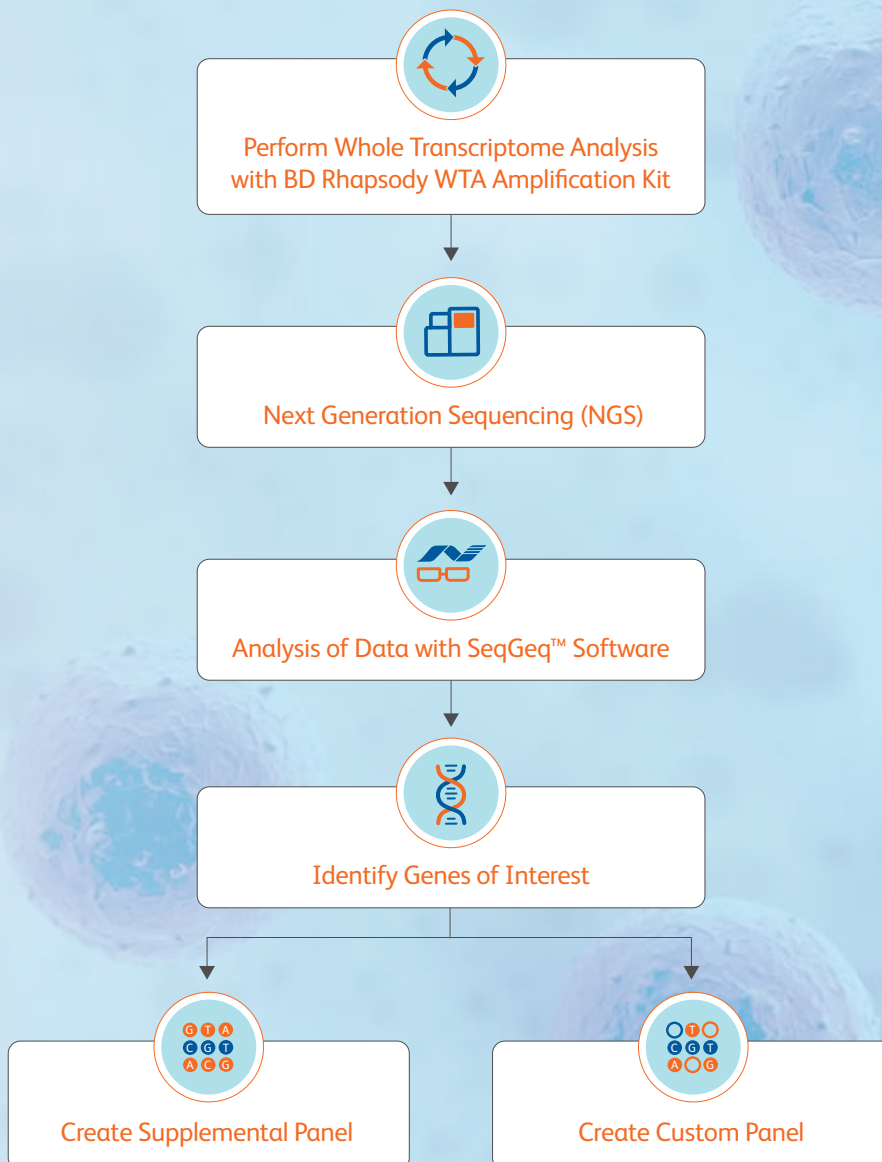 Perform Whole Transcriptome Analysis
with BD Rhapsody WTA Amplification Kit
Next Generation Sequencing (NGS)
Analysis of Data with SeqGeq™ Software
Identify Genes of Interest
G T A
C G T
A C G
Create Supplemental Panel
T
C G T
A G
Create Custom Panel